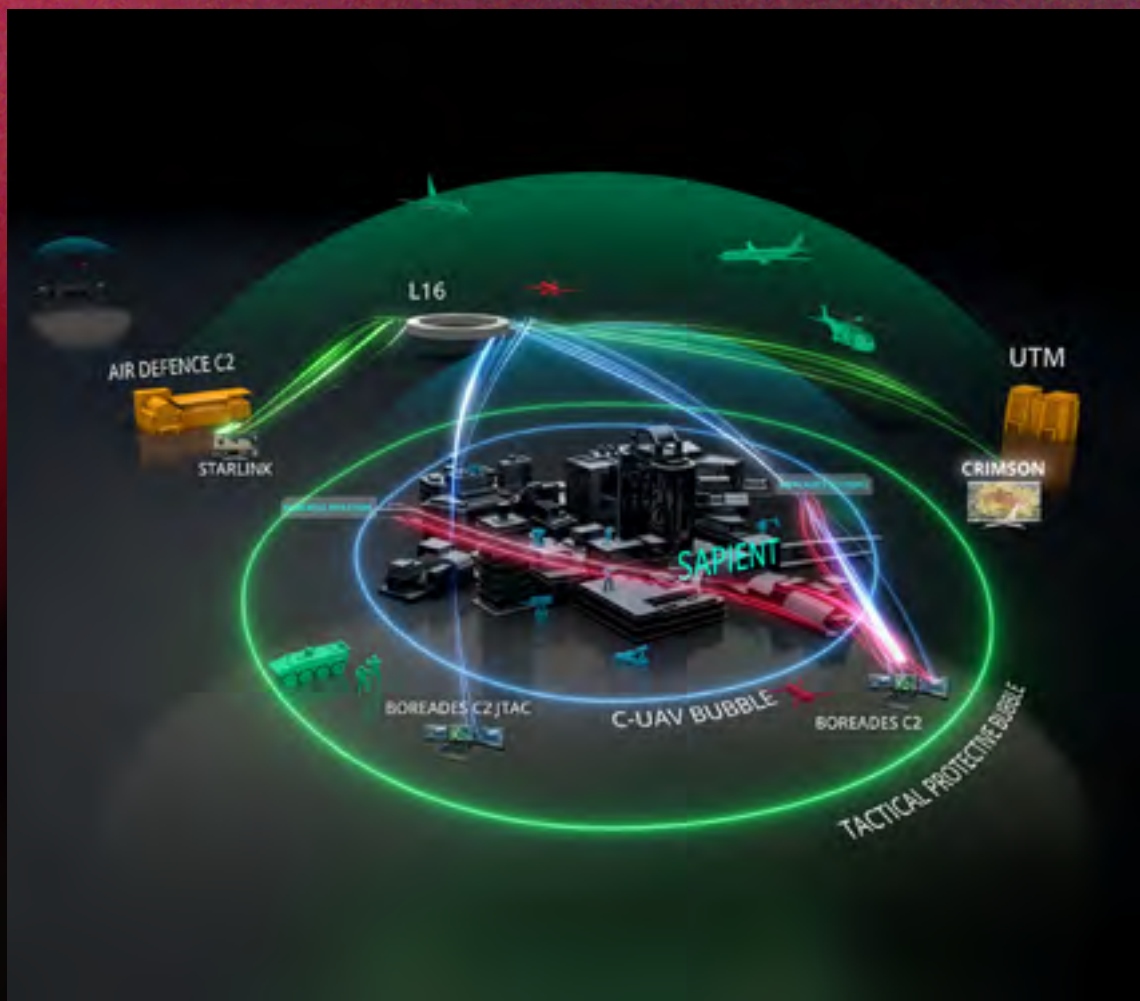 L16
AIR DEFENCE C2
UTM
STARLINK
CRIMSON
SAPIENT
BOREADES C2 JTAC
C-UAV BUBBLE
BOREADES C2
TACTICAL PROTECTIVE BUBBLE